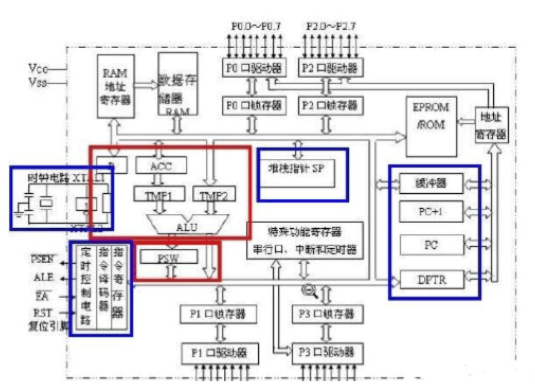 P0.0~P0.7
P2.0~P2.7
Vcc
Vss
RAM
地址
寄存器
数据存
储器
RAM
P0 口驱动器
P2 口驱动器
P0 口锁存器
P2 口锁存器
EPROM
/ROM
地址
寄存器
时钟电路 XTAL1
XTAL2
B
ACC
TMP1
TMP2
ALU
PSW
堆栈指针 SP
缓冲器
PC+1
PC
DPTR
特殊功能寄存器
串行口、中断和定时器
PSEN
ALE
EA
RST
复位引脚
定时控制电路
指令译码器
指令寄存器
P1 口锁存器
P3 口锁存器
P1 口驱动器
P3 口驱动器